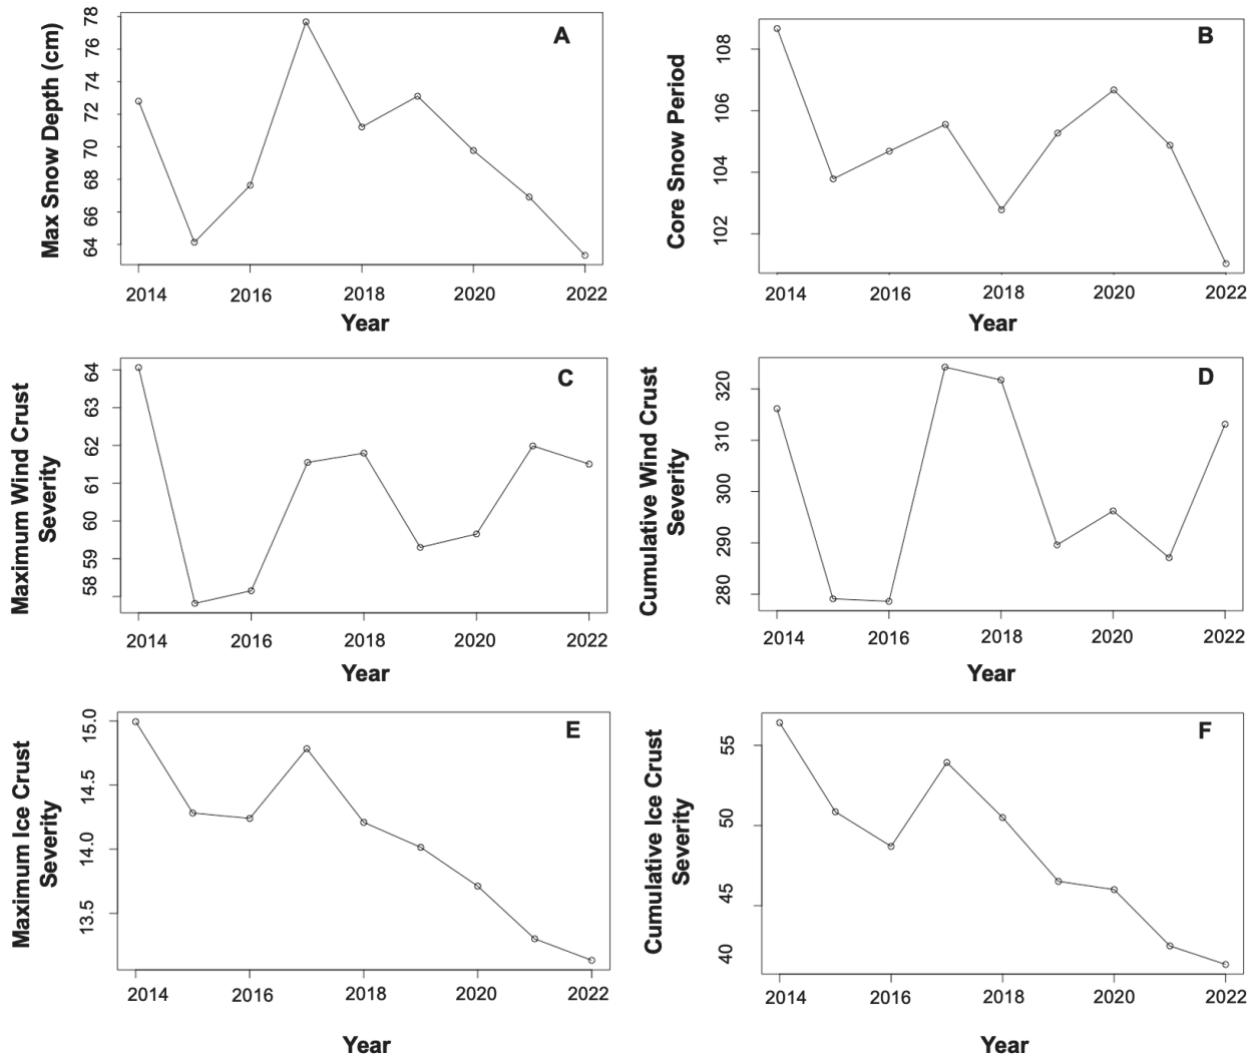 A
Max Snow Depth (cm)
64 66 68 70 72 74 76 78
2014 2016 2018 2020 2022
Year
B
Core Snow Period
102 104 106 108
2014 2016 2018 2020 2022
Year
C
Maximum Wind Crust
Severity
58 59 60 61 62 63 64
2014 2016 2018 2020 2022
Year
D
Cumulative Wind Crust
Severity
280 290 300 310 320
2014 2016 2018 2020 2022
Year
E
Maximum Ice Crust
Severity
13.5 14.0 14.5 15.0
2014 2016 2018 2020 2022
Year
F
Cumulative Ice Crust
Severity
40 45 50 55
2014 2016 2018 2020 2022
Year